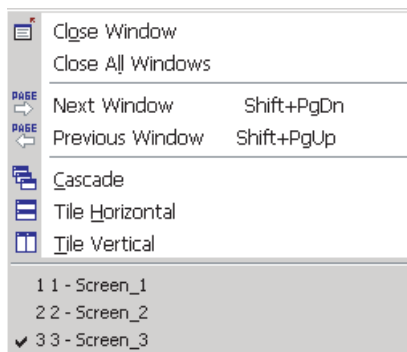 Close Window
Close All Windows
PAGE Next Window Shift+PgDn
PAGE Previous Window Shift+PgUp
Cascade
Tile Horizontal
Tile Vertical
1 1 - Screen_1
2 2 - Screen_2
3 3 - Screen_3